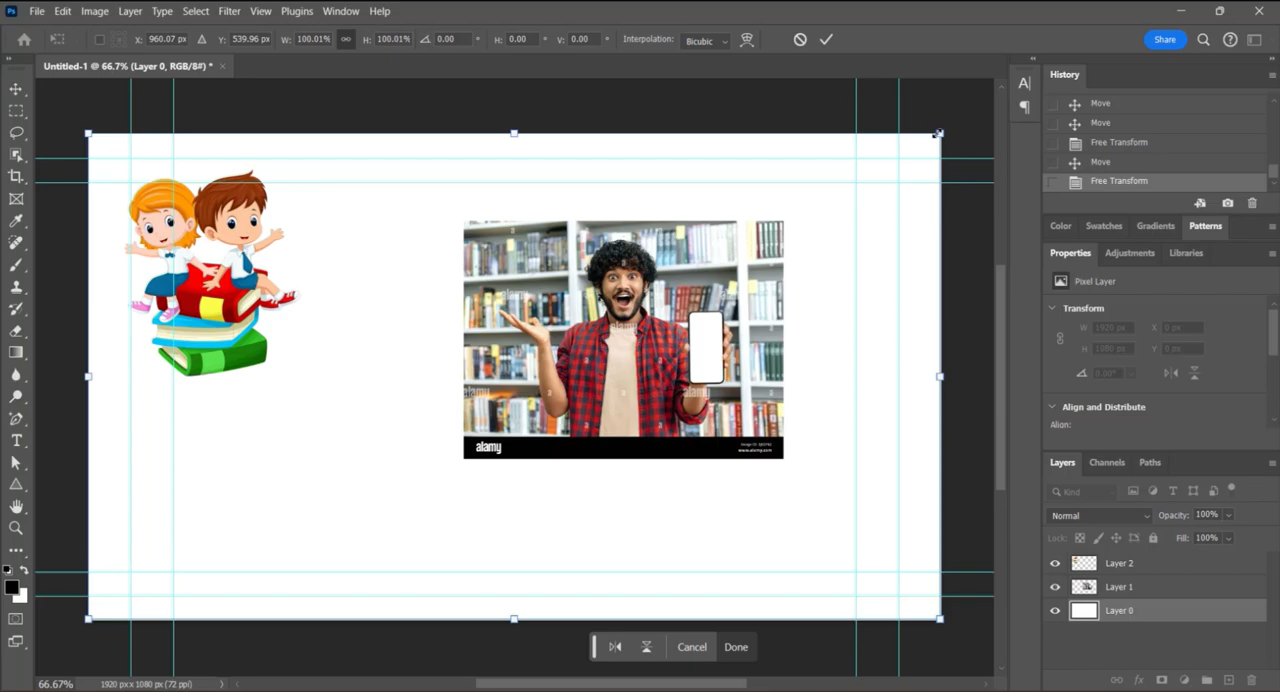 Ps File Edit Image Layer Type Select Filter View Plugins Window Help
X: 960.07 px Y: 539.96 px W: 100.01% H: 100.01% 0.00 ° H: 0.00 ° V: 0.00 ° Interpolation: Bicubic Share
Untitled-1 @ 66.7% (Layer 0, RGB/8#) * ×
History
Move
Move
Free Transform
Move
Free Transform
Color Swatches Gradients Patterns
Properties Adjustments Libraries
Pixel Layer
Transform
W 1920 px X 0 px
H 1080 px Y 0 px
0.00°
Align and Distribute
Align:
Layers Channels Paths
Kind
Normal Opacity: 100%
Lock: Fill: 100%
Layer 2
Layer 1
Layer 0
alamy
www.alamy.com
Cancel Done
66.67% 1920 px x 1080 px (72 ppi)